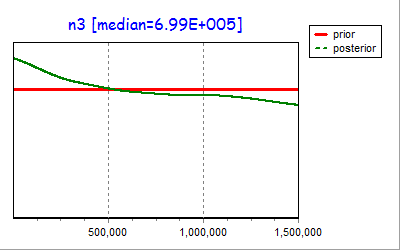 n3 [median=6.99E+005]
prior
posterior
500,000
1,000,000
1,500,000